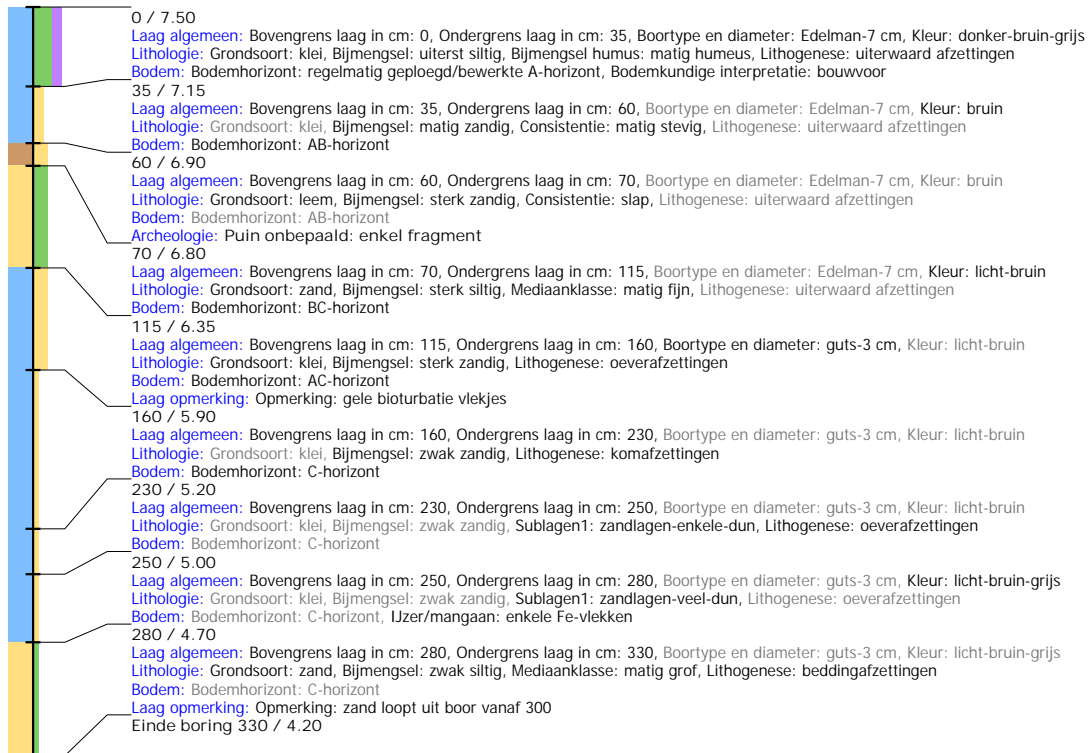 0 / 7.50
Laag algemeen: Bovengrens laag in cm: 0, Ondergrens laag in cm: 35, Boortype en diameter: Edelman-7 cm, Kleur: donker-bruin-grijs
Lithologie: Grondsoort: klei, Bijmengsel: uiterst siltig, Bijmengsel humus: matig humeus, Lithogenese: uiterwaard afzettingen
Bodem: Bodemhorizont: regelmatig geploegd/bewerkte A-horizont, Bodemkundige interpretatie: bouwvoor
35 / 7.15
Laag algemeen: Bovengrens laag in cm: 35, Ondergrens laag in cm: 60, Boortype en diameter: Edelman-7 cm, Kleur: bruin
Lithologie: Grondsoort: klei, Bijmengsel: matig zandig, Consistentie: matig stevig, Lithogenese: uiterwaard afzettingen
Bodem: Bodemhorizont: AB-horizont
60 / 6.90
Laag algemeen: Bovengrens laag in cm: 60, Ondergrens laag in cm: 70, Boortype en diameter: Edelman-7 cm, Kleur: bruin
Lithologie: Grondsoort: leem, Bijmengsel: sterk zandig, Consistentie: slap, Lithogenese: uiterwaard afzettingen
Bodem: Bodemhorizont: AB-horizont
Archeologie: Puin onbepaald: enkel fragment
70 / 6.80
Laag algemeen: Bovengrens laag in cm: 70, Ondergrens laag in cm: 115, Boortype en diameter: Edelman-7 cm, Kleur: licht-bruin
Lithologie: Grondsoort: zand, Bijmengsel: sterk siltig, Mediaanklasse: matig fijn, Lithogenese: uiterwaard afzettingen
Bodem: Bodemhorizont: BC-horizont
115 / 6.35
Laag algemeen: Bovengrens laag in cm: 115, Ondergrens laag in cm: 160, Boortype en diameter: guts-3 cm, Kleur: licht-bruin
Lithologie: Grondsoort: klei, Bijmengsel: sterk zandig, Lithogenese: oeverafzettingen
Bodem: Bodemhorizont: AC-horizont
Laag opmerking: Opmerking: gele bioturbatie vlekjes
160 / 5.90
Laag algemeen: Bovengrens laag in cm: 160, Ondergrens laag in cm: 230, Boortype en diameter: guts-3 cm, Kleur: licht-bruin
Lithologie: Grondsoort: klei, Bijmengsel: zwak zandig, Lithogenese: komafzettingen
Bodem: Bodemhorizont: C-horizont
230 / 5.20
Laag algemeen: Bovengrens laag in cm: 230, Ondergrens laag in cm: 250, Boortype en diameter: guts-3 cm, Kleur: licht-bruin
Lithologie: Grondsoort: klei, Bijmengsel: zwak zandig, Sublagen1: zandlagen-enkele-dun, Lithogenese: oeverafzettingen
Bodem: Bodemhorizont: C-horizont
250 / 5.00
Laag algemeen: Bovengrens laag in cm: 250, Ondergrens laag in cm: 280, Boortype en diameter: guts-3 cm, Kleur: licht-bruin-grijs
Lithologie: Grondsoort: klei, Bijmengsel: zwak zandig, Sublagen1: zandlagen-veel-dun, Lithogenese: oeverafzettingen
Bodem: Bodemhorizont: C-horizont, IJzer/mangaan: enkele Fe-vlekken
280 / 4.70
Laag algemeen: Bovengrens laag in cm: 280, Ondergrens laag in cm: 330, Boortype en diameter: guts-3 cm, Kleur: licht-bruin-grijs
Lithologie: Grondsoort: zand, Bijmengsel: zwak siltig, Mediaanklasse: matig grof, Lithogenese: beddingafzettingen
Bodem: Bodemhorizont: C-horizont
Laag opmerking: Opmerking: zand loopt uit boor vanaf 300
Einde boring 330 / 4.20